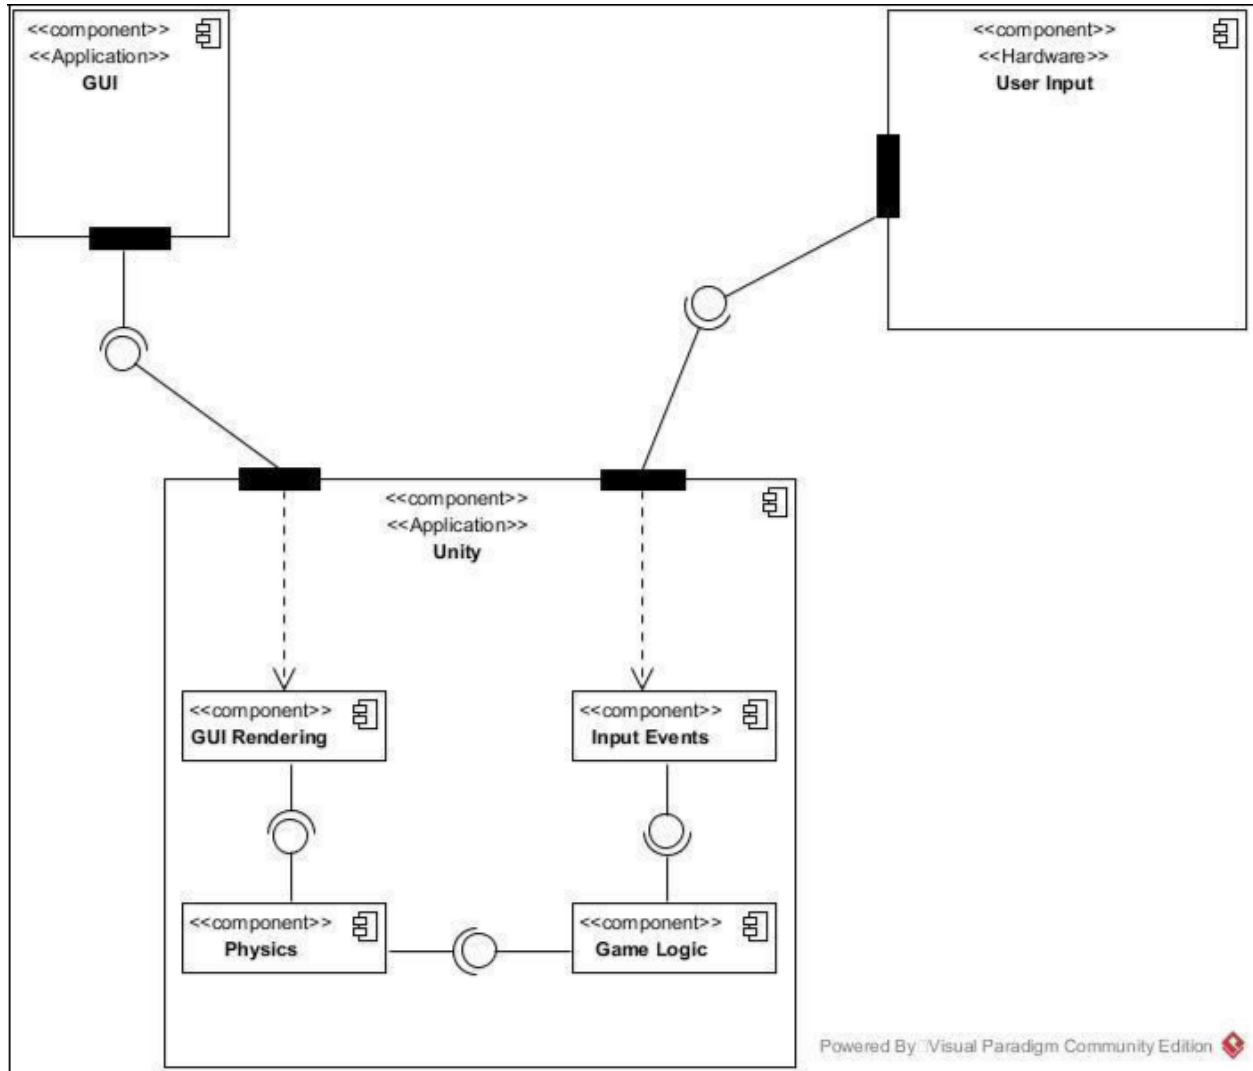 <<component>>
<<Application>>
GUI
<<component>>
<<Hardware>>
User Input
<<component>>
<<Application>>
Unity
<<component>>
GUI Rendering
<<component>>
Input Events
<<component>>
Physics
<<component>>
Game Logic
Powered By Visual Paradigm Community Edition